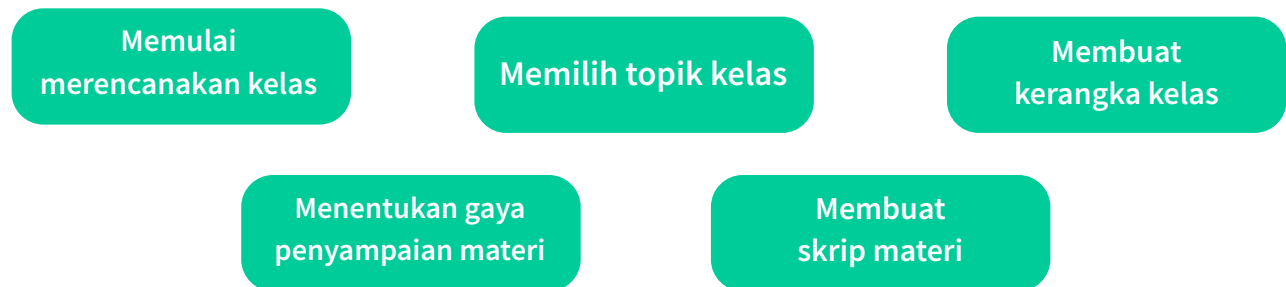 Memulai
merencanakan kelas
Memilih topik kelas
Membuat
kerangka kelas
Menentukan gaya
penyampaian materi
Membuat
skrip materi